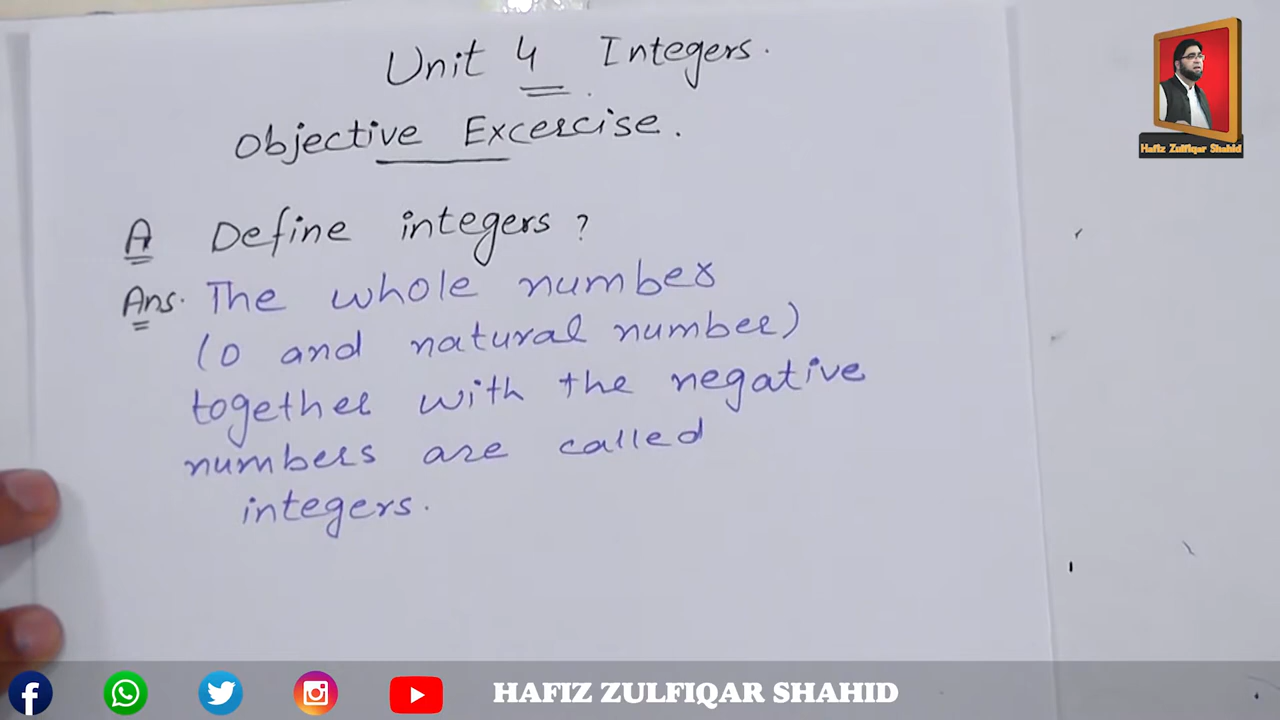 Unit 4 Integers.
Objective Excercise.
A Define integers?
Ans. The whole number
(0 and natural number)
together with the negative
numbers are called
integers.
Hafiz Zulfiqar Shahid
HAFIZ ZULFIQAR SHAHID